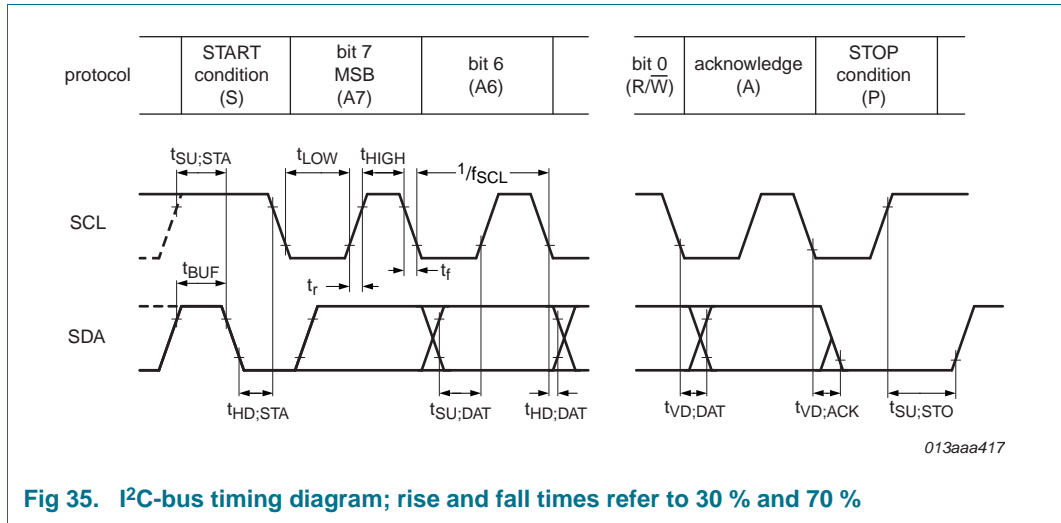 protocol
START
condition
(S)
bit 7
MSB
(A7)
bit 6
(A6)
bit 0
(R/W̅)
acknowledge
(A)
STOP
condition
(P)
tSU;STA
tLOW
tHIGH
1/fSCL
SCL
tBUF
tr
tf
SDA
tHD;STA
tSU;DAT
tHD;DAT
tVD;DAT
tVD;ACK
tSU;STO
013aaa417
Fig 35. I²C-bus timing diagram; rise and fall times refer to 30 % and 70 %